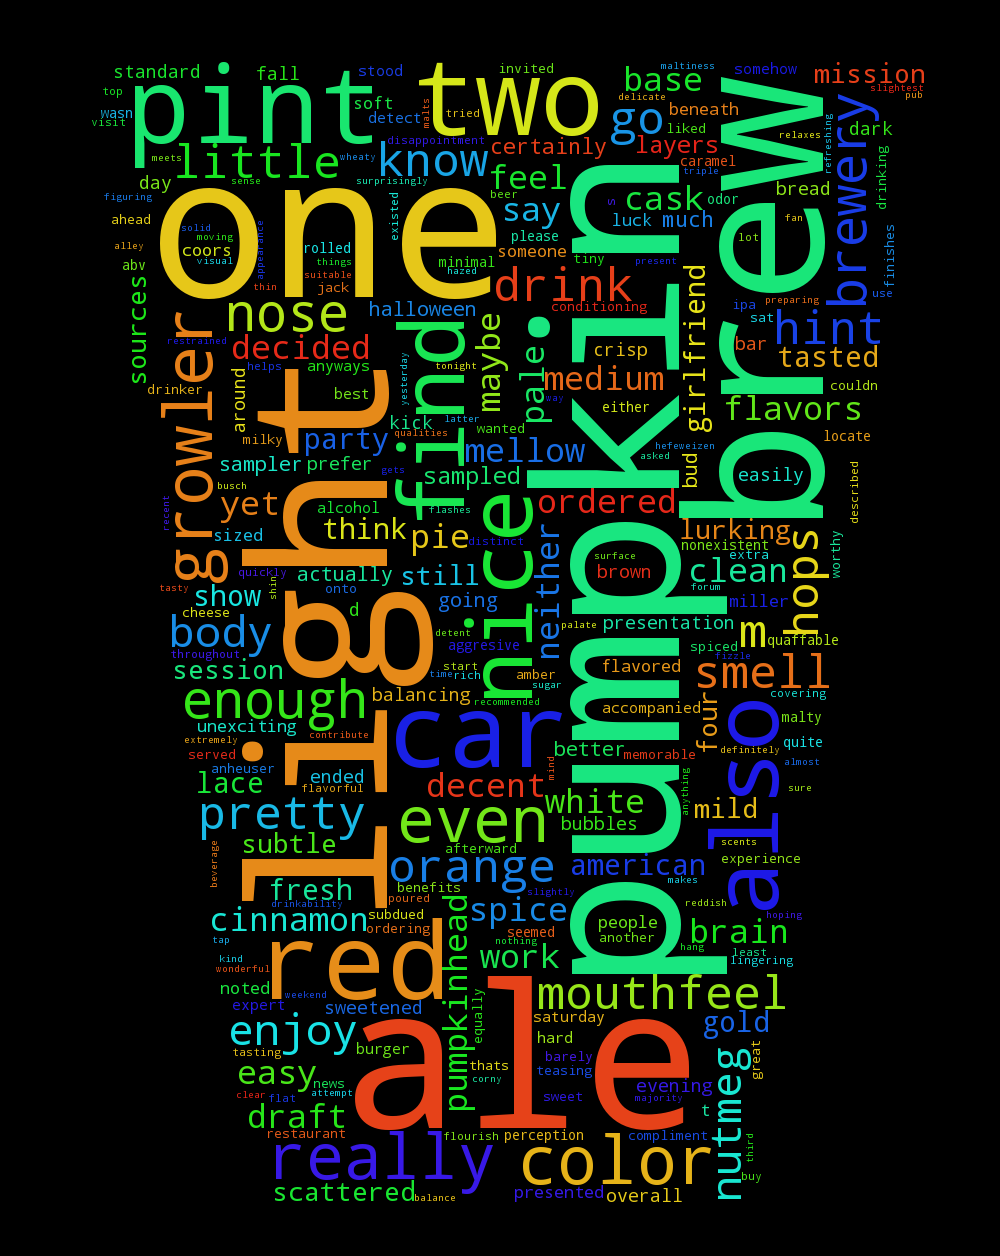 pint
two
brew
pumpkin
one
light
ale
red
car
also
find
nice
growler
brewery
standard
fall
stood
invited
maltiness
somehow
mission
slightest
pub
top
wasn
visit
soft
detect
malts
tried
base
delicate
go
beneath
liked
relaxes
refreshing
dark
meets
little
wheaty
know
disappointment
certainly
layers
caramel
triple
drinking
day
sense
surprisingly
feel
beer
cask
odor
bread
figuring
existed
say
s
luck
much
fan
ahead
solid
moving
coors
visual
appearance
rolled
things
please
someone
lot
alley
abv
thin
suitable
jack
minimal
hazed
tiny
present
finishes
sources
nose
halloween
drink
conditioning
girlfriend
ipa
preparing
use
sat
hint
restrained
decided
maybe
pale
crisp
bar
tasted
helps
anyways
yesterday
tonight
medium
couldn
drinker
around
best
way
either
flavors
kick
qualities
latter
wanted
milky
party
mellow
hefeweizen
asked
locate
sampler
prefer
gets
sampled
bud
easily
described
busch
recent
yet
alcohol
flashes
ordered
sized
think
pie
distinct
lurking
nonexistent
extra
worthy
hops
surface
quickly
actually
still
neither
brown
forum
clean
tasty
shin
onto
show
going
miller
cheese
d
body
detent
aggresive
palate
presentation
m
quaffable
throughout
spiced
fizzle
session
start
time
rich
amber
sugar
flavored
smell
enough
balancing
recommended
accompanied
four
covering
malty
unexciting
contribute
extremely
served
better
memorable
definitely
quite
almost
anheuser
ended
flavorful
mind
lace
decent
white
anything
sure
mild
pretty
even
bubbles
subtle
afterward
scents
experience
beverage
orange
american
makes
fresh
benefits
slightly
drinkability
poured
reddish
cinnamon
subdued
ordering
spice
seemed
people
another
hoping
tap
nothing
hang
brain
least
lingering
kind
wonderful
work
noted
weekend
pumpkinhead
mouthfeel
expert
sweetened
equally
saturday
gold
enjoy
hard
tasting
burger
barely
great
easy
news
thats
corny
teasing
evening
clear
flat
attempt
sweet
majority
nutmeg
draft
t
restaurant
flourish
perception
compliment
third
really
color
buy
scattered
balance
presented
overall